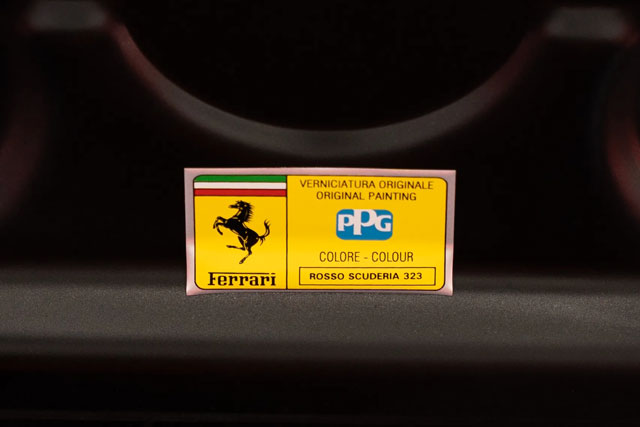 VERNICIATURA ORIGINALE
ORIGINAL PAINTING
PPG
COLORE - COLOUR
ROSSO SCUDERIA 323
Ferrari